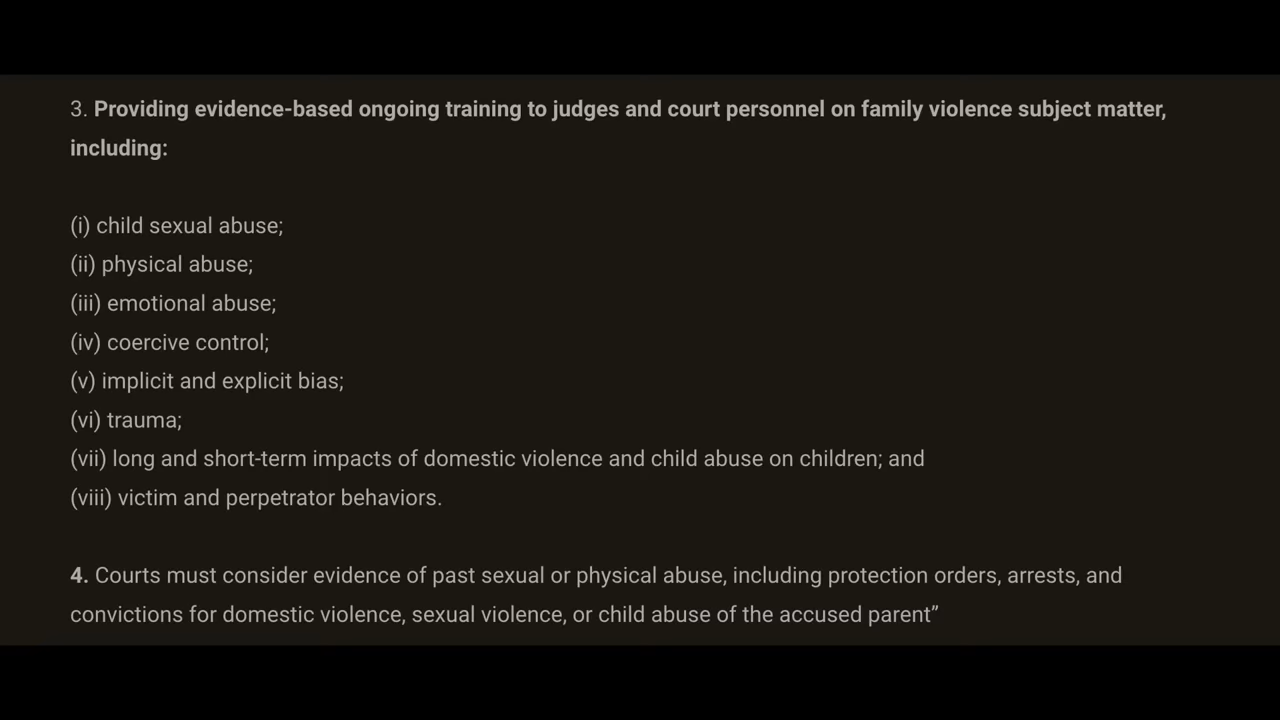 3. Providing evidence-based ongoing training to judges and court personnel on family violence subject matter,
including:
(i) child sexual abuse;
(ii) physical abuse;
(iii) emotional abuse;
(iv) coercive control;
(v) implicit and explicit bias;
(vi) trauma;
(vii) long and short-term impacts of domestic violence and child abuse on children; and
(viii) victim and perpetrator behaviors.
4. Courts must consider evidence of past sexual or physical abuse, including protection orders, arrests, and
convictions for domestic violence, sexual violence, or child abuse of the accused parent”